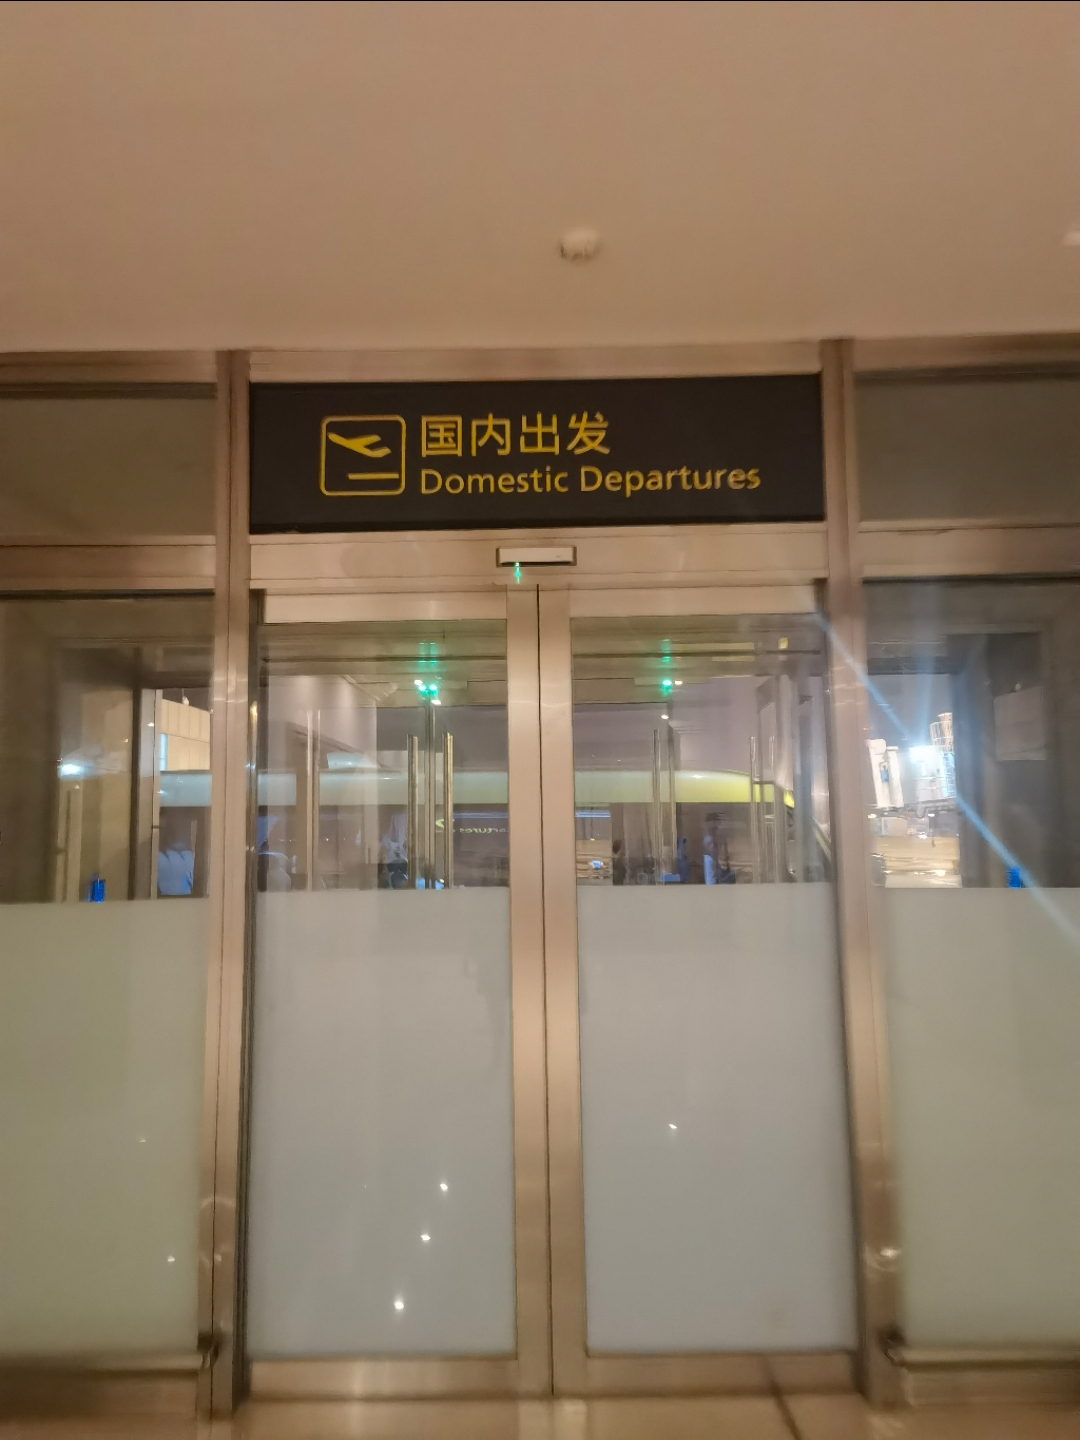 国内出发
Domestic Departures